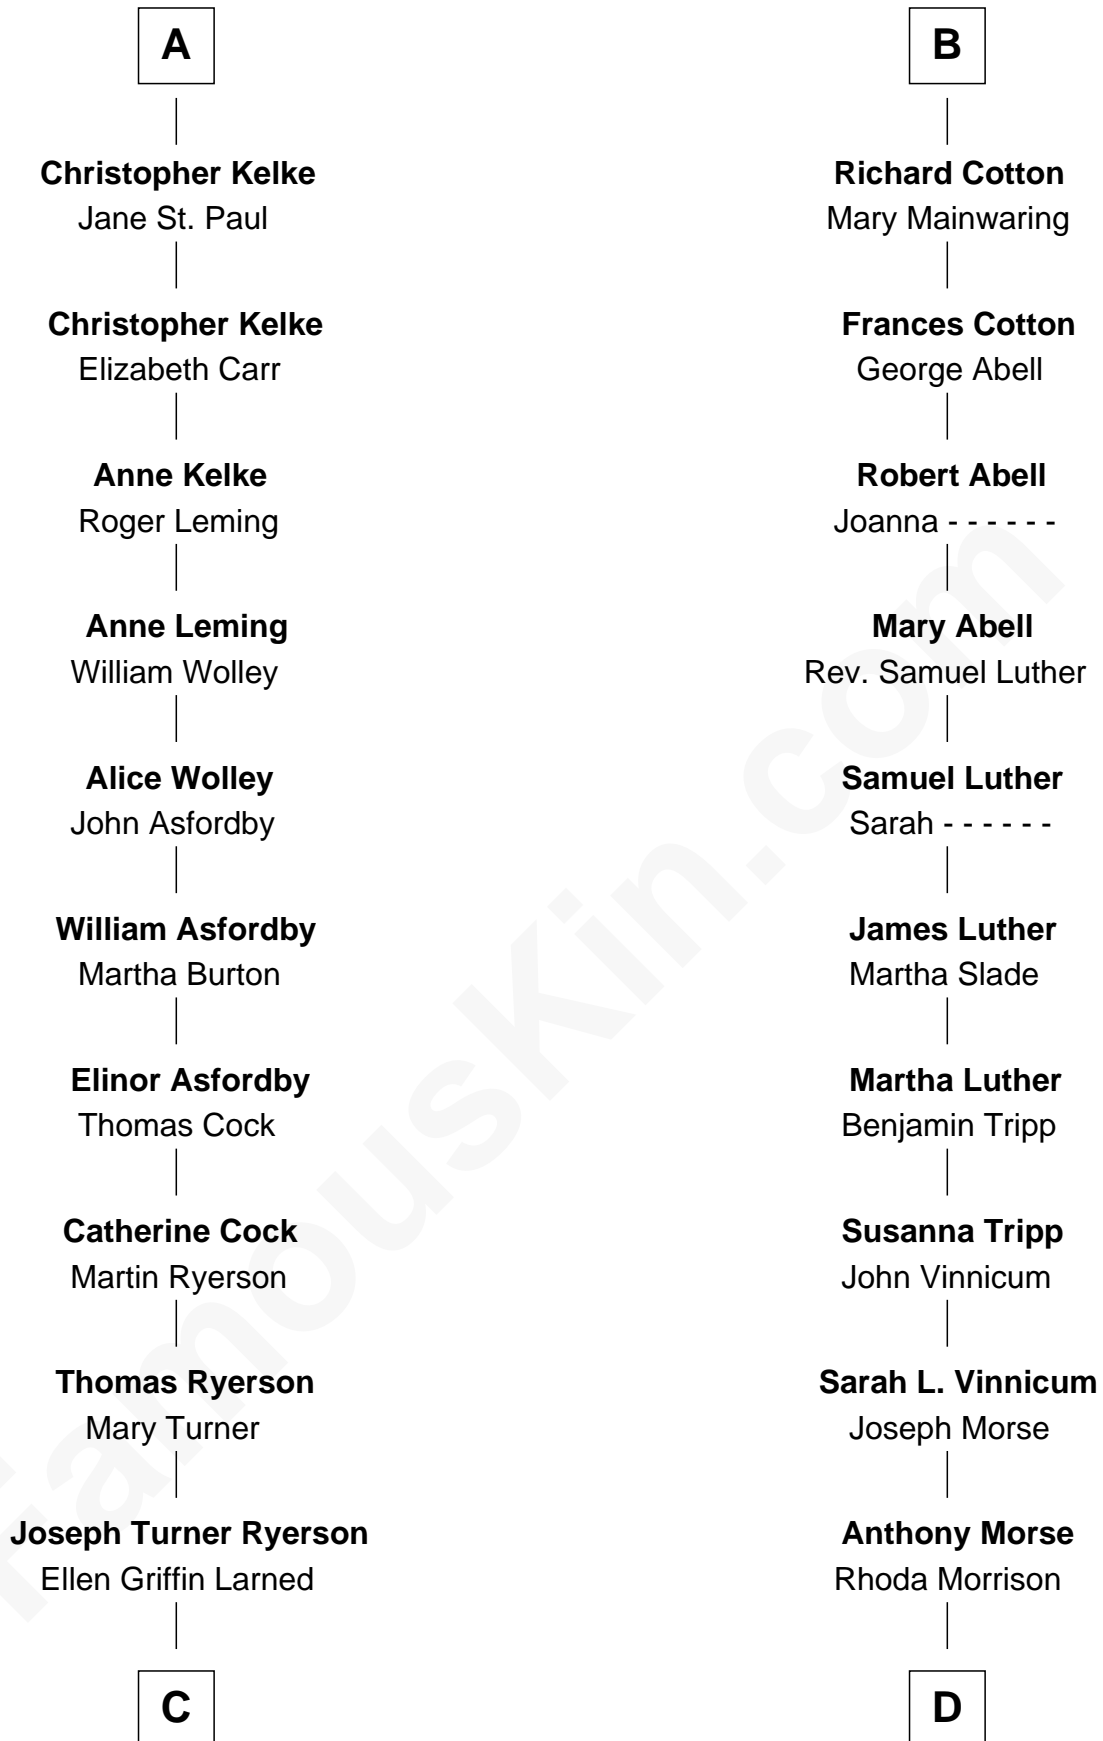 A
Christopher Kelke
Jane St. Paul
Christopher Kelke
Elizabeth Carr
Anne Kelke
Roger Leming
Anne Leming
William Wolley
Alice Wolley
John Asfordby
William Asfordby
Martha Burton
Elinor Asfordby
Thomas Cock
Catherine Cock
Martin Ryerson
Thomas Ryerson
Mary Turner
Joseph Turner Ryerson
Ellen Griffin Larned
C
B
Richard Cotton
Mary Mainwaring
Frances Cotton
George Abell
Robert Abell
Joanna - - - - - -
Mary Abell
Rev. Samuel Luther
Samuel Luther
Sarah - - - - - -
James Luther
Martha Slade
Martha Luther
Benjamin Tripp
Susanna Tripp
John Vinnicum
Sarah L. Vinnicum
Joseph Morse
Anthony Morse
Rhoda Morrison
D
FamousKin.com